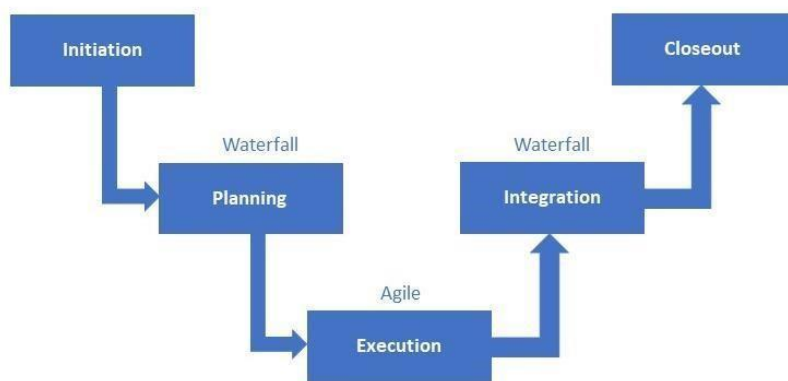 Initiation
Closeout
Waterfall
Waterfall
Planning
Integration
Agile
Execution